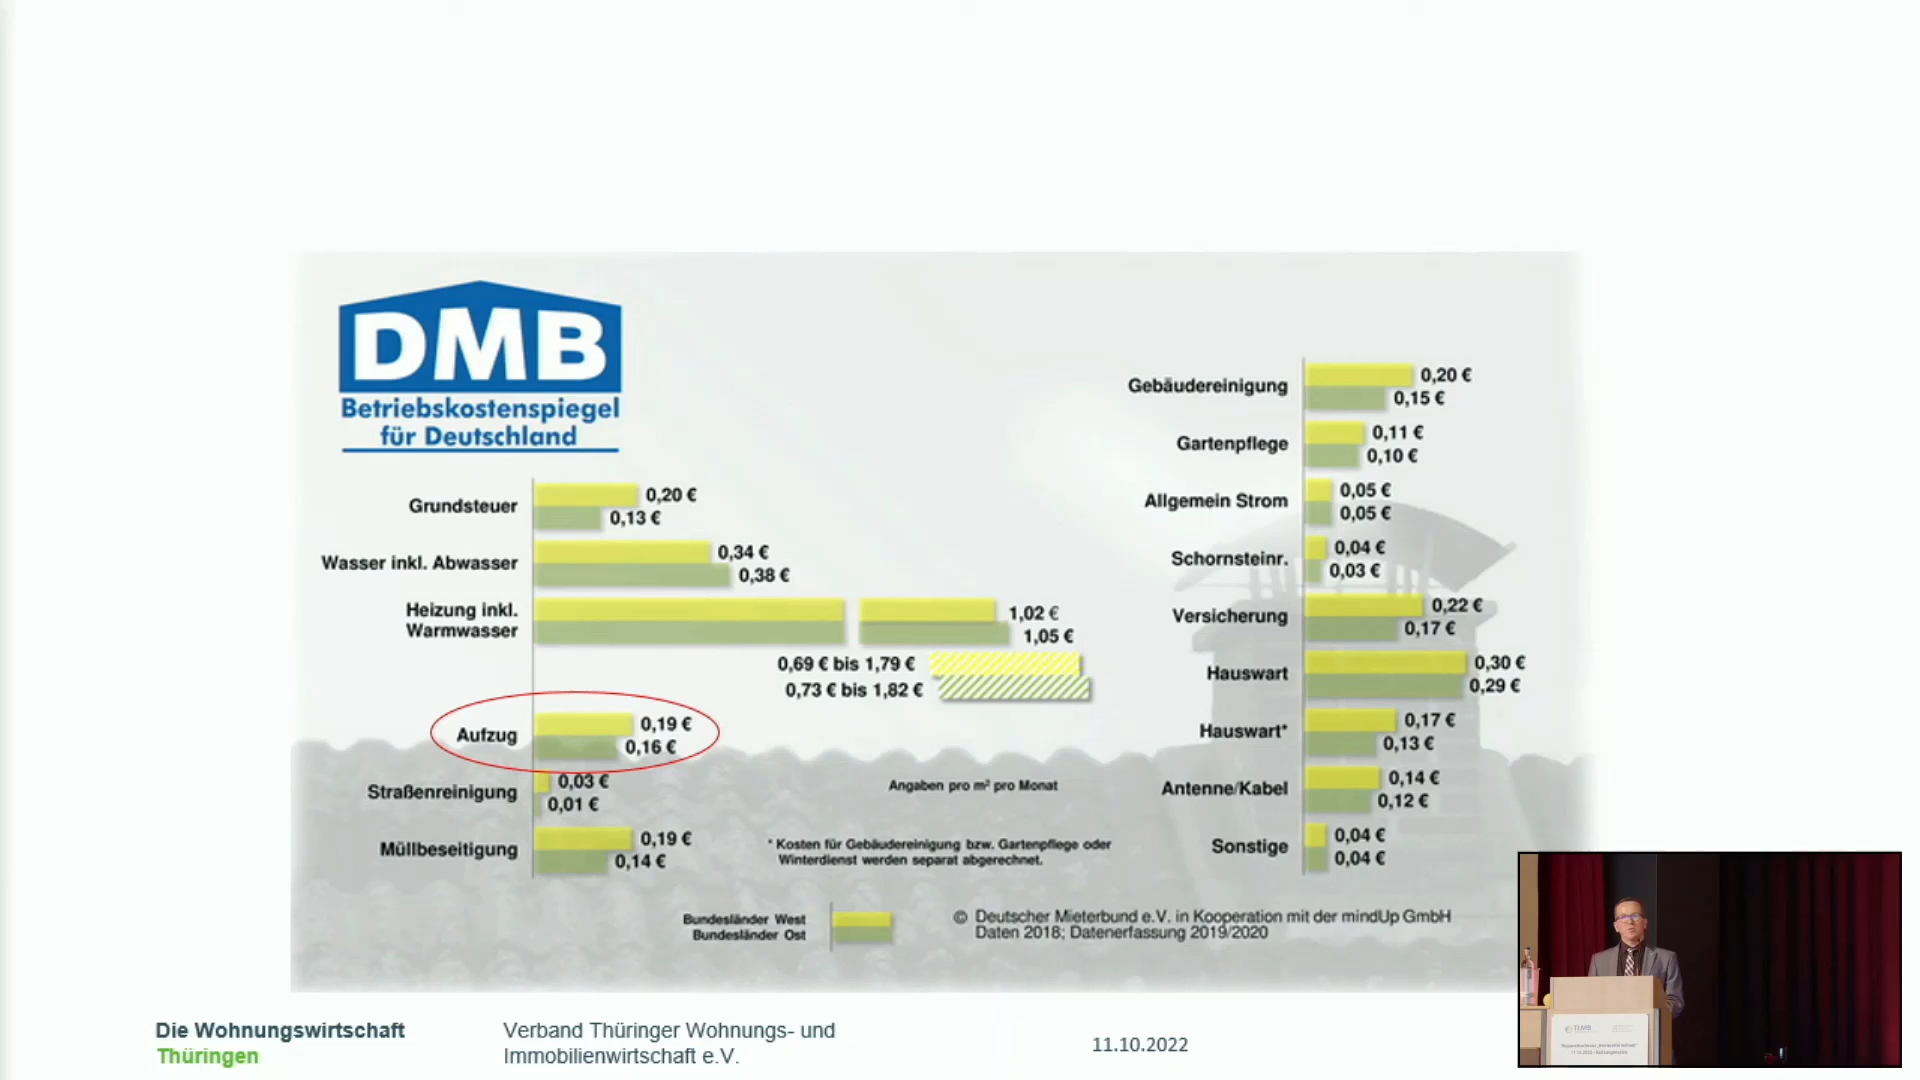 DMB
Betriebskostenspiegel
für Deutschland
Grundsteuer
0,20 €
0,13 €
Wasser inkl. Abwasser
0,34 €
0,38 €
Heizung inkl.
Warmwasser
1,02 €
1,05 €
0,69 € bis 1,79 €
0,73 € bis 1,82 €
Aufzug
0,19 €
0,16 €
Straßenreinigung
0,03 €
0,01 €
Müllbeseitigung
0,19 €
0,14 €
Gebäudereinigung
0,20 €
0,15 €
Gartenpflege
0,11 €
0,10 €
Allgemein Strom
0,05 €
0,05 €
Schornsteinr.
0,04 €
0,03 €
Versicherung
0,22 €
0,17 €
Hauswart
0,30 €
0,29 €
Hauswart*
0,17 €
0,13 €
Antenne/Kabel
0,14 €
0,12 €
Sonstige
0,04 €
0,04 €
Angaben pro m² pro Monat
* Kosten für Gebäudereinigung bzw. Gartenpflege oder
Winterdienst werden separat abgerechnet.
Bundesländer West
Bundesländer Ost
© Deutscher Mieterbund e.V. in Kooperation mit der mindUp GmbH
Daten 2018; Datenerfassung 2019/2020
Die Wohnungswirtschaft
Thüringen
Verband Thüringer Wohnungs- und
Immobilienwirtschaft e.V.
11.10.2022
TLMB